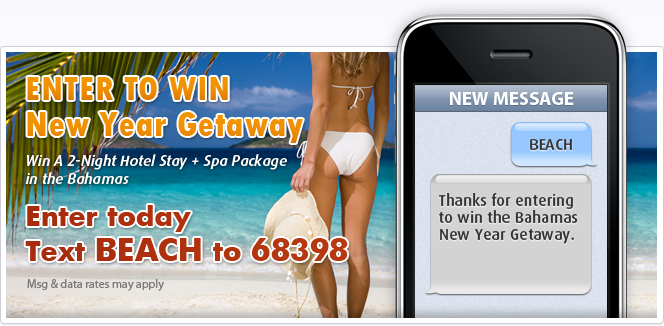 ENTER TO WIN
New Year Getaway
Win A 2-Night Hotel Stay + Spa Package
in the Bahamas
Enter today
Text BEACH to 68398
Msg & data rates may apply
NEW MESSAGE
BEACH
Thanks for entering
to win the Bahamas
New Year Getaway.